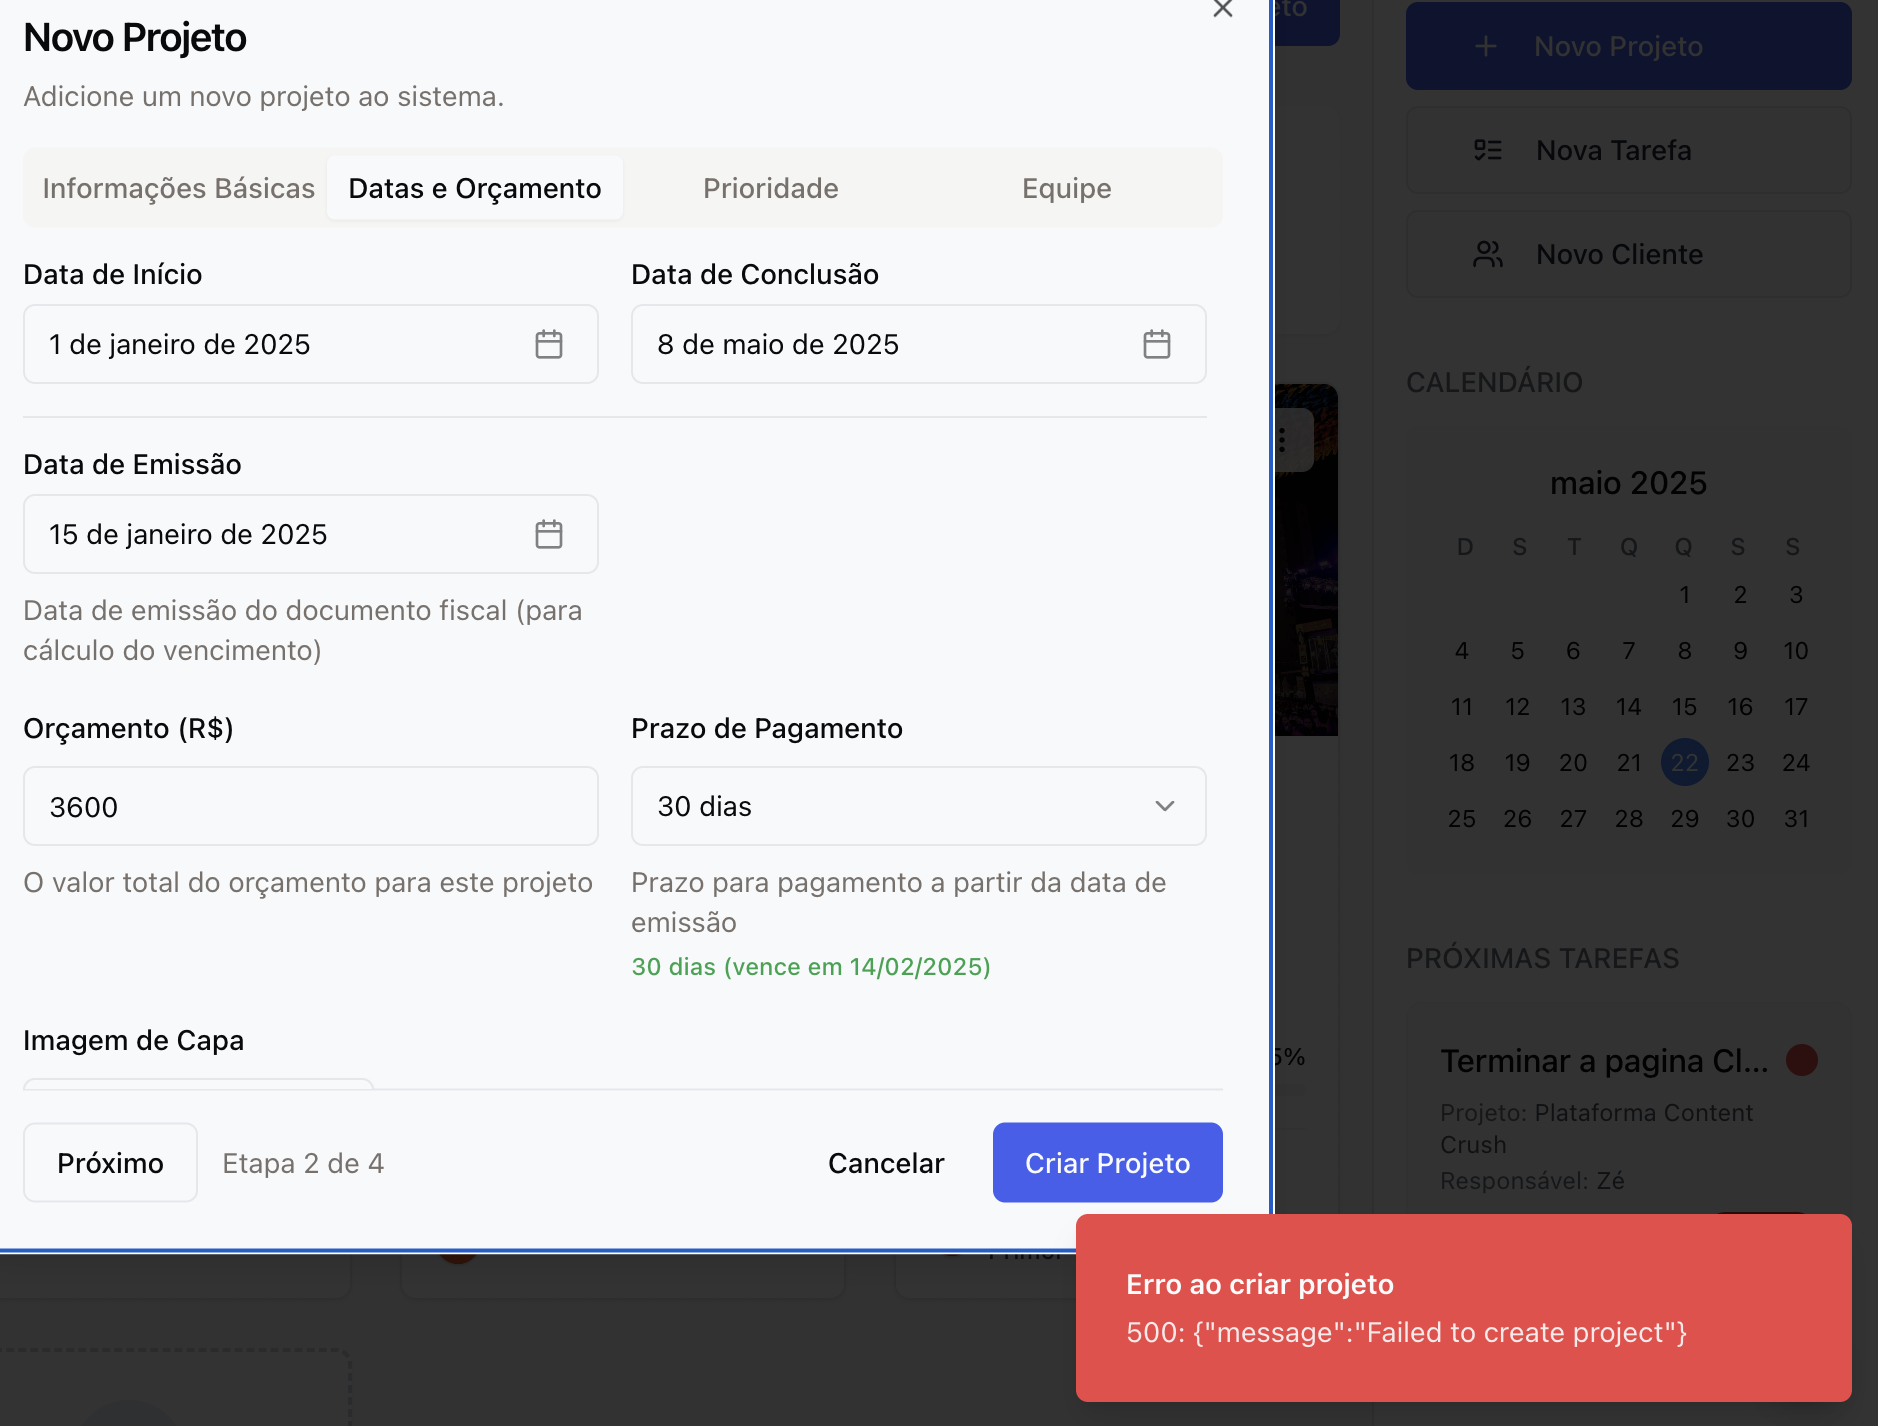 Novo Projeto
Adicione um novo projeto ao sistema.
Informações Básicas
Datas e Orçamento
Prioridade
Equipe
Data de Início
Data de Conclusão
1 de janeiro de 2025
8 de maio de 2025
Data de Emissão
15 de janeiro de 2025
Data de emissão do documento fiscal (para
cálculo do vencimento)
Orçamento (R$)
Prazo de Pagamento
3600
30 dias
O valor total do orçamento para este projeto
Prazo para pagamento a partir da data de
emissão
30 dias (vence em 14/02/2025)
Imagem de Capa
Próximo
Etapa 2 de 4
Cancelar
Criar Projeto
Novo Projeto
Nova Tarefa
Novo Cliente
CALENDÁRIO
maio 2025
D S T Q Q S S
1 2 3
4 5 6 7 8 9 10
11 12 13 14 15 16 17
18 19 20 21 22 23 24
25 26 27 28 29 30 31
PRÓXIMAS TAREFAS
Terminar a pagina Cl...
Projeto: Plataforma Content
Crush
Responsável: Zé
Erro ao criar projeto
500: {"message":"Failed to create project"}